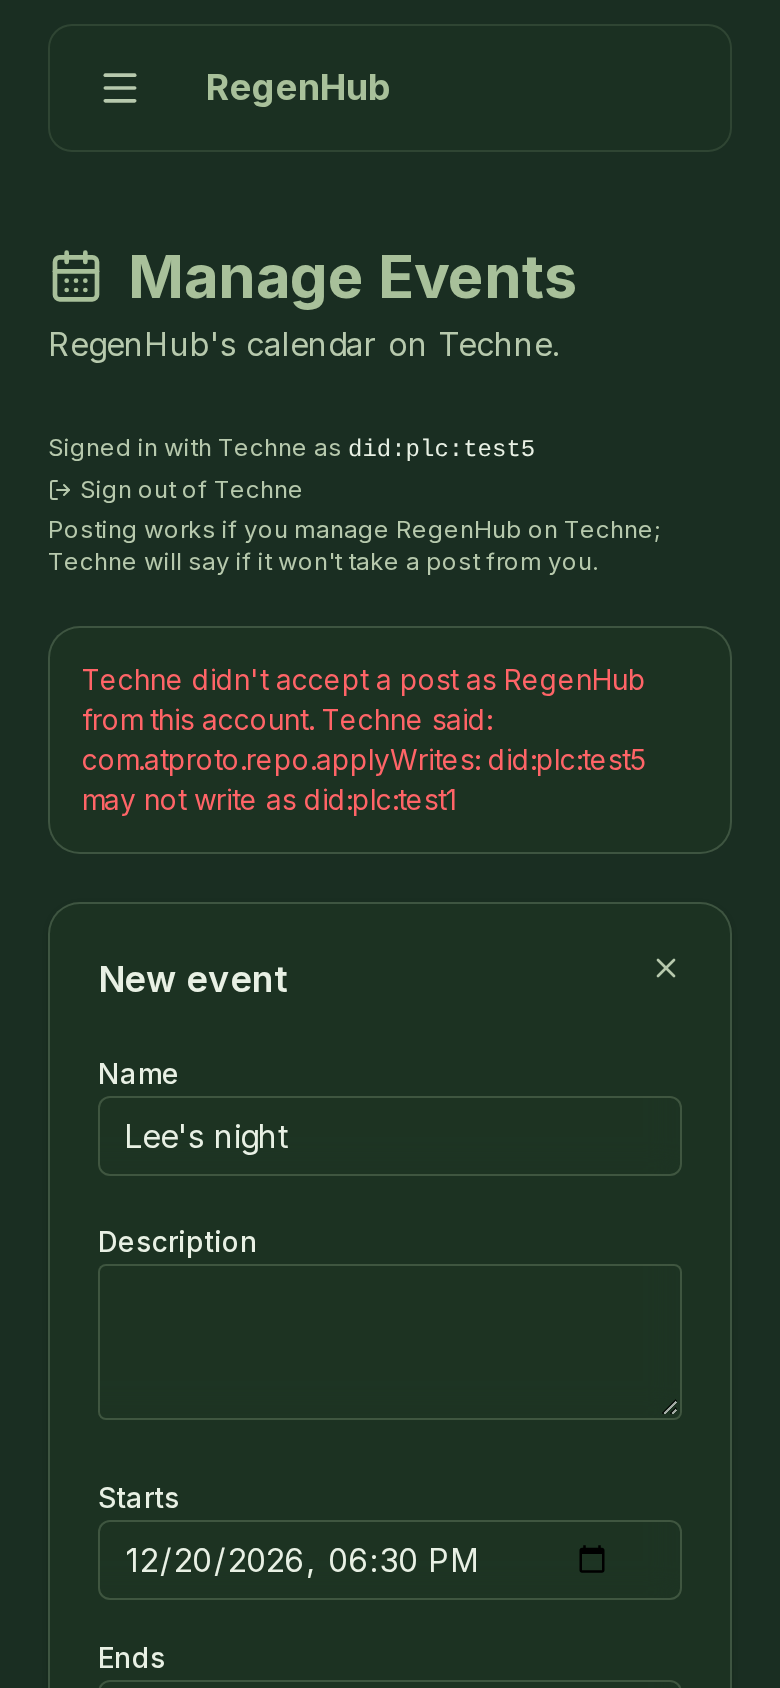 RegenHub
Manage Events
RegenHub's calendar on Techne.
Signed in with Techne as did:plc:test5
Sign out of Techne
Posting works if you manage RegenHub on Techne;
Techne will say if it won't take a post from you.
Techne didn't accept a post as RegenHub
from this account. Techne said:
com.atproto.repo.applyWrites: did:plc:test5
may not write as did:plc:test1
New event
Name
Lee's night
Description
Starts
12/20/2026, 06:30 PM
Ends